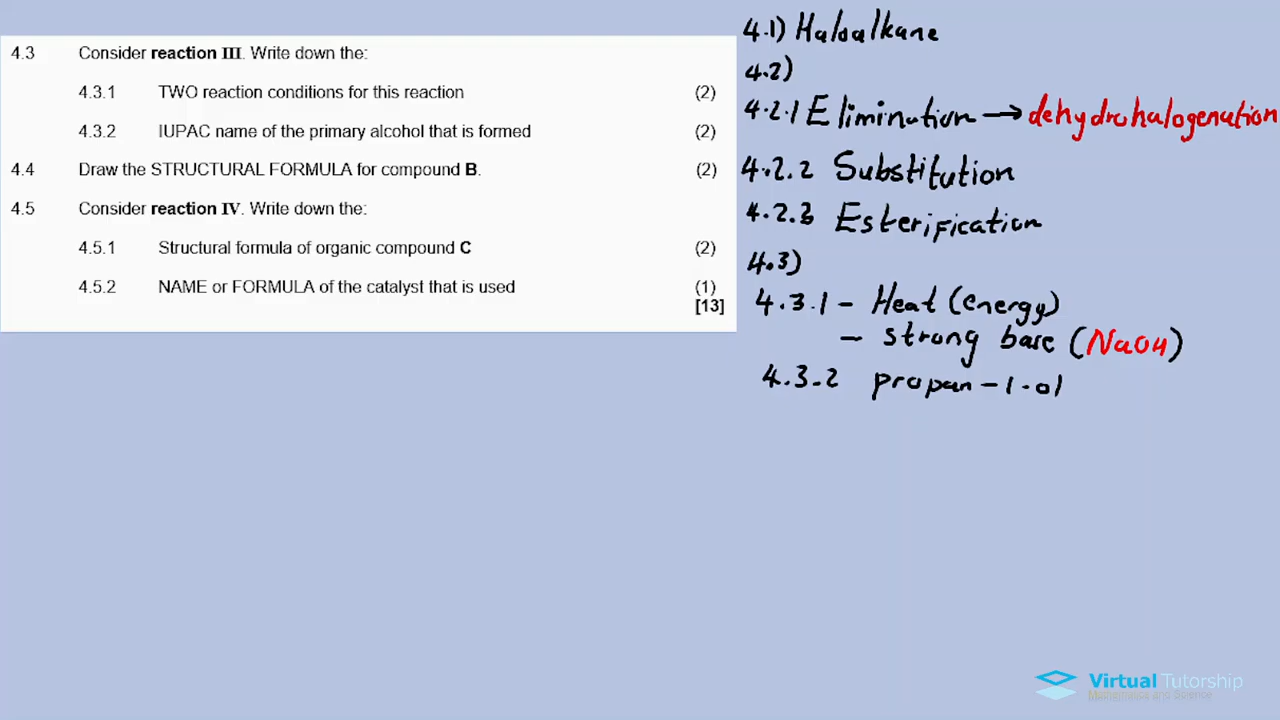 4.3 Consider reaction III. Write down the:
4.3.1 TWO reaction conditions for this reaction (2)
4.3.2 IUPAC name of the primary alcohol that is formed (2)
4.4 Draw the STRUCTURAL FORMULA for compound B. (2)
4.5 Consider reaction IV. Write down the:
4.5.1 Structural formula of organic compound C (2)
4.5.2 NAME or FORMULA of the catalyst that is used (1)
[13]
4.1) Haloalkane
4.2)
4.2.1 Elimination → dehydrohalogenation
4.2.2 Substitution
4.2.3 Esterification
4.3)
4.3.1 - Heat (energy)
- strong base (NaOH)
4.3.2 propan-1-ol
Virtual Tutorship
Mathematics and Science